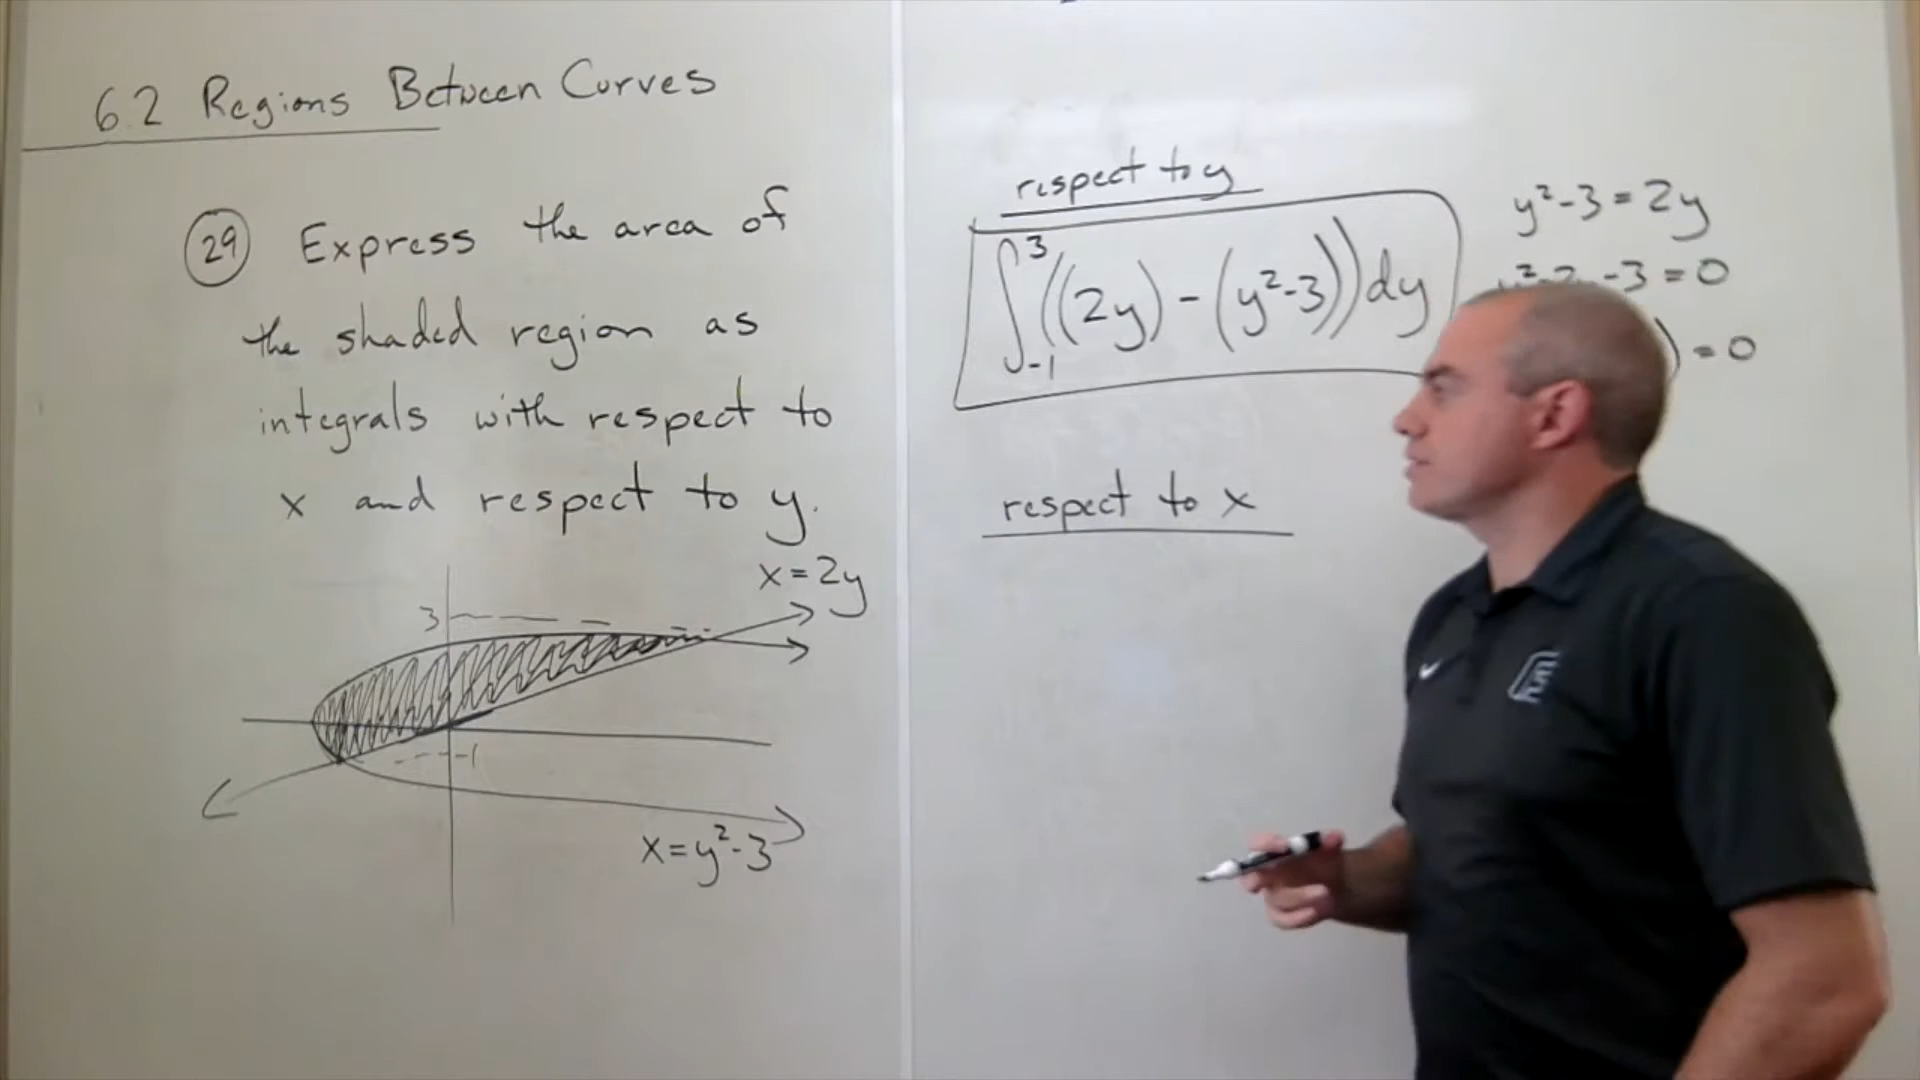 6.2 Regions Between Curves
29 Express the area of
the shaded region as
integrals with respect to
x and respect to y.
x=2y
3
-1
x=y²-3
respect to y
∫₋₁³((2y)-(y²-3))dy
respect to x
y²-3=2y
-3=0
)=0